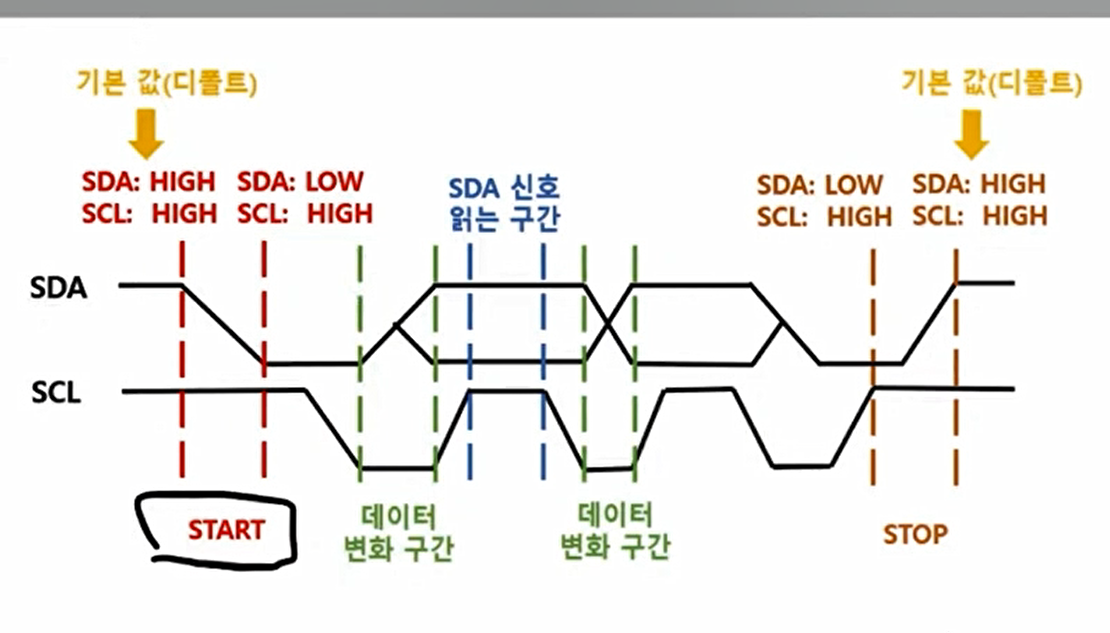 기본 값(디폴트)
기본 값(디폴트)
SDA: HIGH
SCL: HIGH
SDA: LOW
SCL: HIGH
SDA 신호
읽는 구간
SDA: LOW
SCL: HIGH
SDA: HIGH
SCL: HIGH
SDA
SCL
START
데이터
변화 구간
데이터
변화 구간
STOP